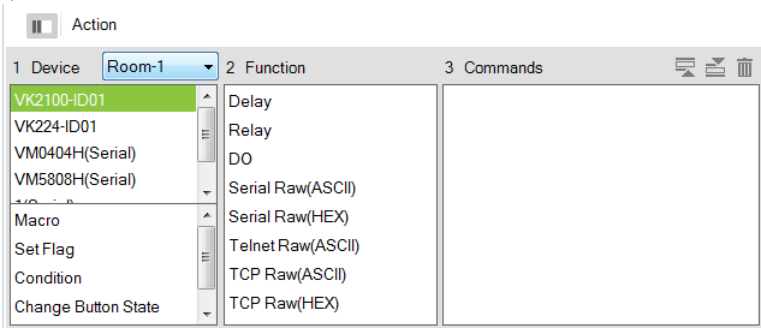 Action
1 Device Room-1 2 Function 3 Commands
VK2100-ID01
VK224-ID01
VM0404H(Serial)
VM5808H(Serial)
Macro
Set Flag
Condition
Change Button State
Delay
Relay
DO
Serial Raw(ASCII)
Serial Raw(HEX)
Telnet Raw(ASCII)
TCP Raw(ASCII)
TCP Raw(HEX)